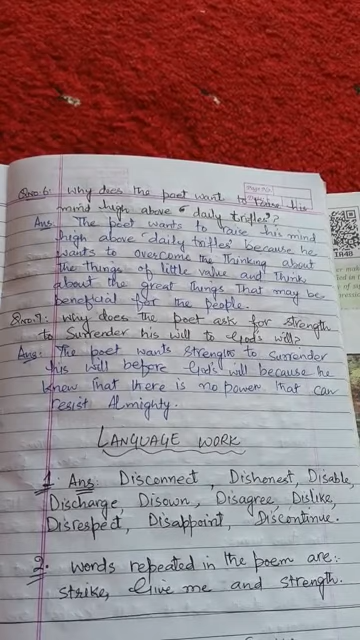 Page No.
Q.no.6: Why does the poet want to "raise his
mind high above daily trifles"?
Ans: The poet wants to raise his mind
high above "daily trifles" because he
wants to overcome the thinking about
the things of little value and Think
about the great things That may be
beneficial for the people.
Q.no.7: Why does the poet ask for strength
to Surrender his will to God's will?
Ans: The poet wants strength to surrender
his will before God's will because he
knew That there is no power that can
resist Almighty.
LANGUAGE WORK
1. Ans: Disconnect, Dishonest, Disable,
Discharge, Disown, Disagree, Dislike,
Disrespect, Disappoint, Discontinue.
2. words repeated in the poem are:-
strike, Give me and strength.